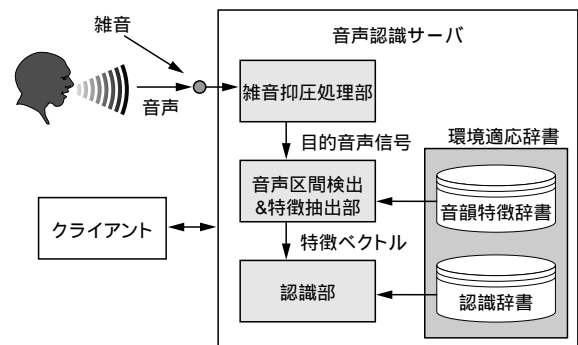 雑音
音声認識サーバ
音声
雑音抑圧処理部
目的音声信号
環境適応辞書
音声区間検出
&特徴抽出部
音韻特徴辞書
クライアント
特徴ベクトル
認識部
認識辞書